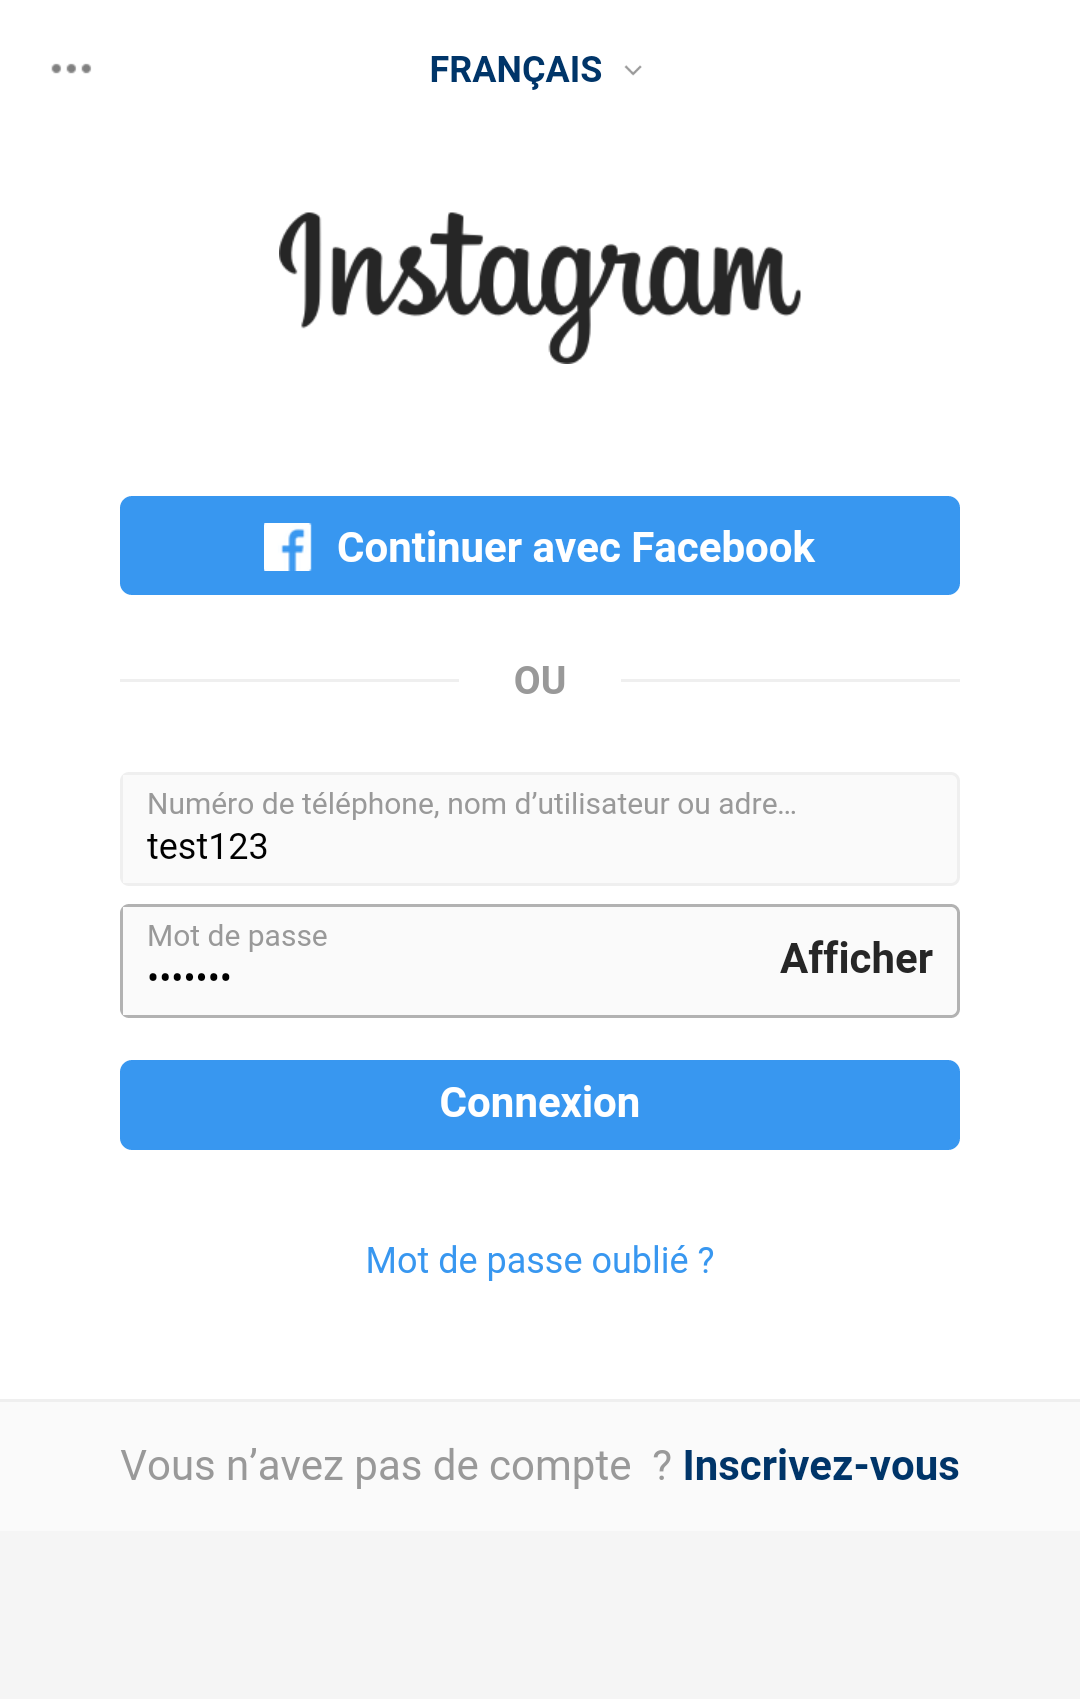 FRANÇAIS
Instagram
Continuer avec Facebook
OU
Numéro de téléphone, nom d’utilisateur ou adre...
test123
Mot de passe
•••••••
Afficher
Connexion
Mot de passe oublié ?
Vous n’avez pas de compte ? Inscrivez-vous